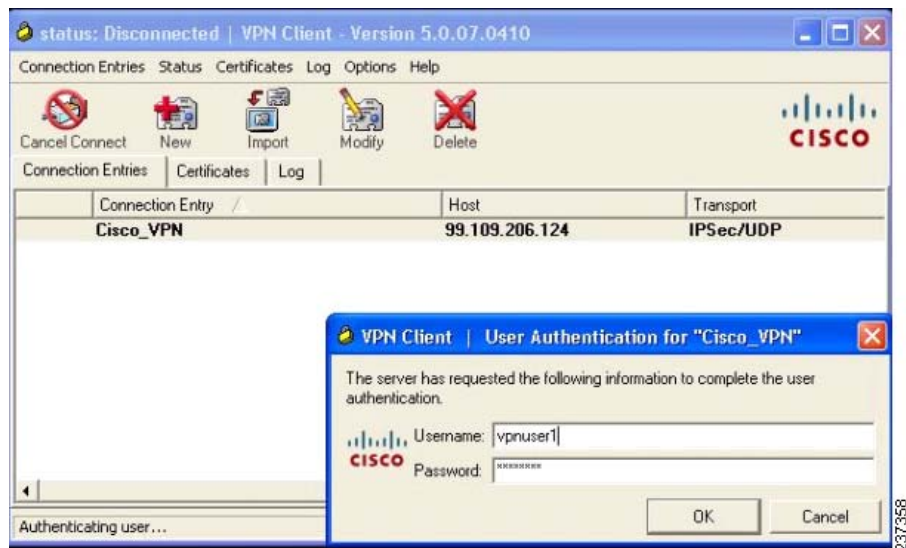 status: Disconnected | VPN Client - Version 5.0.07.0410
Connection Entries Status Certificates Log Options Help
Cancel Connect New Import Modify Delete
CISCO
Connection Entries Certificates Log
Connection Entry Host Transport
Cisco_VPN 99.109.206.124 IPSec/UDP
VPN Client | User Authentication for "Cisco_VPN"
The server has requested the following information to complete the user
authentication.
CISCO
Username: vpnuser1
Password: ********
OK Cancel
Authenticating user...
237358